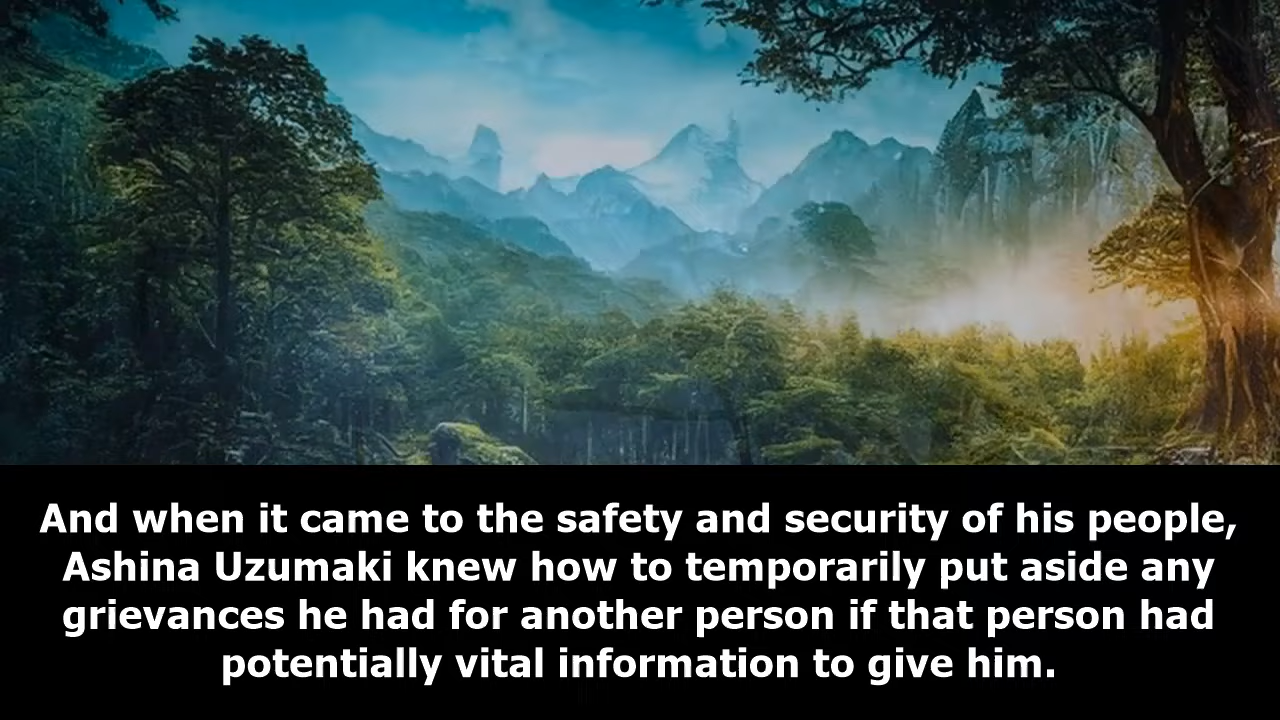 And when it came to the safety and security of his people,
Ashina Uzumaki knew how to temporarily put aside any
grievances he had for another person if that person had
potentially vital information to give him.